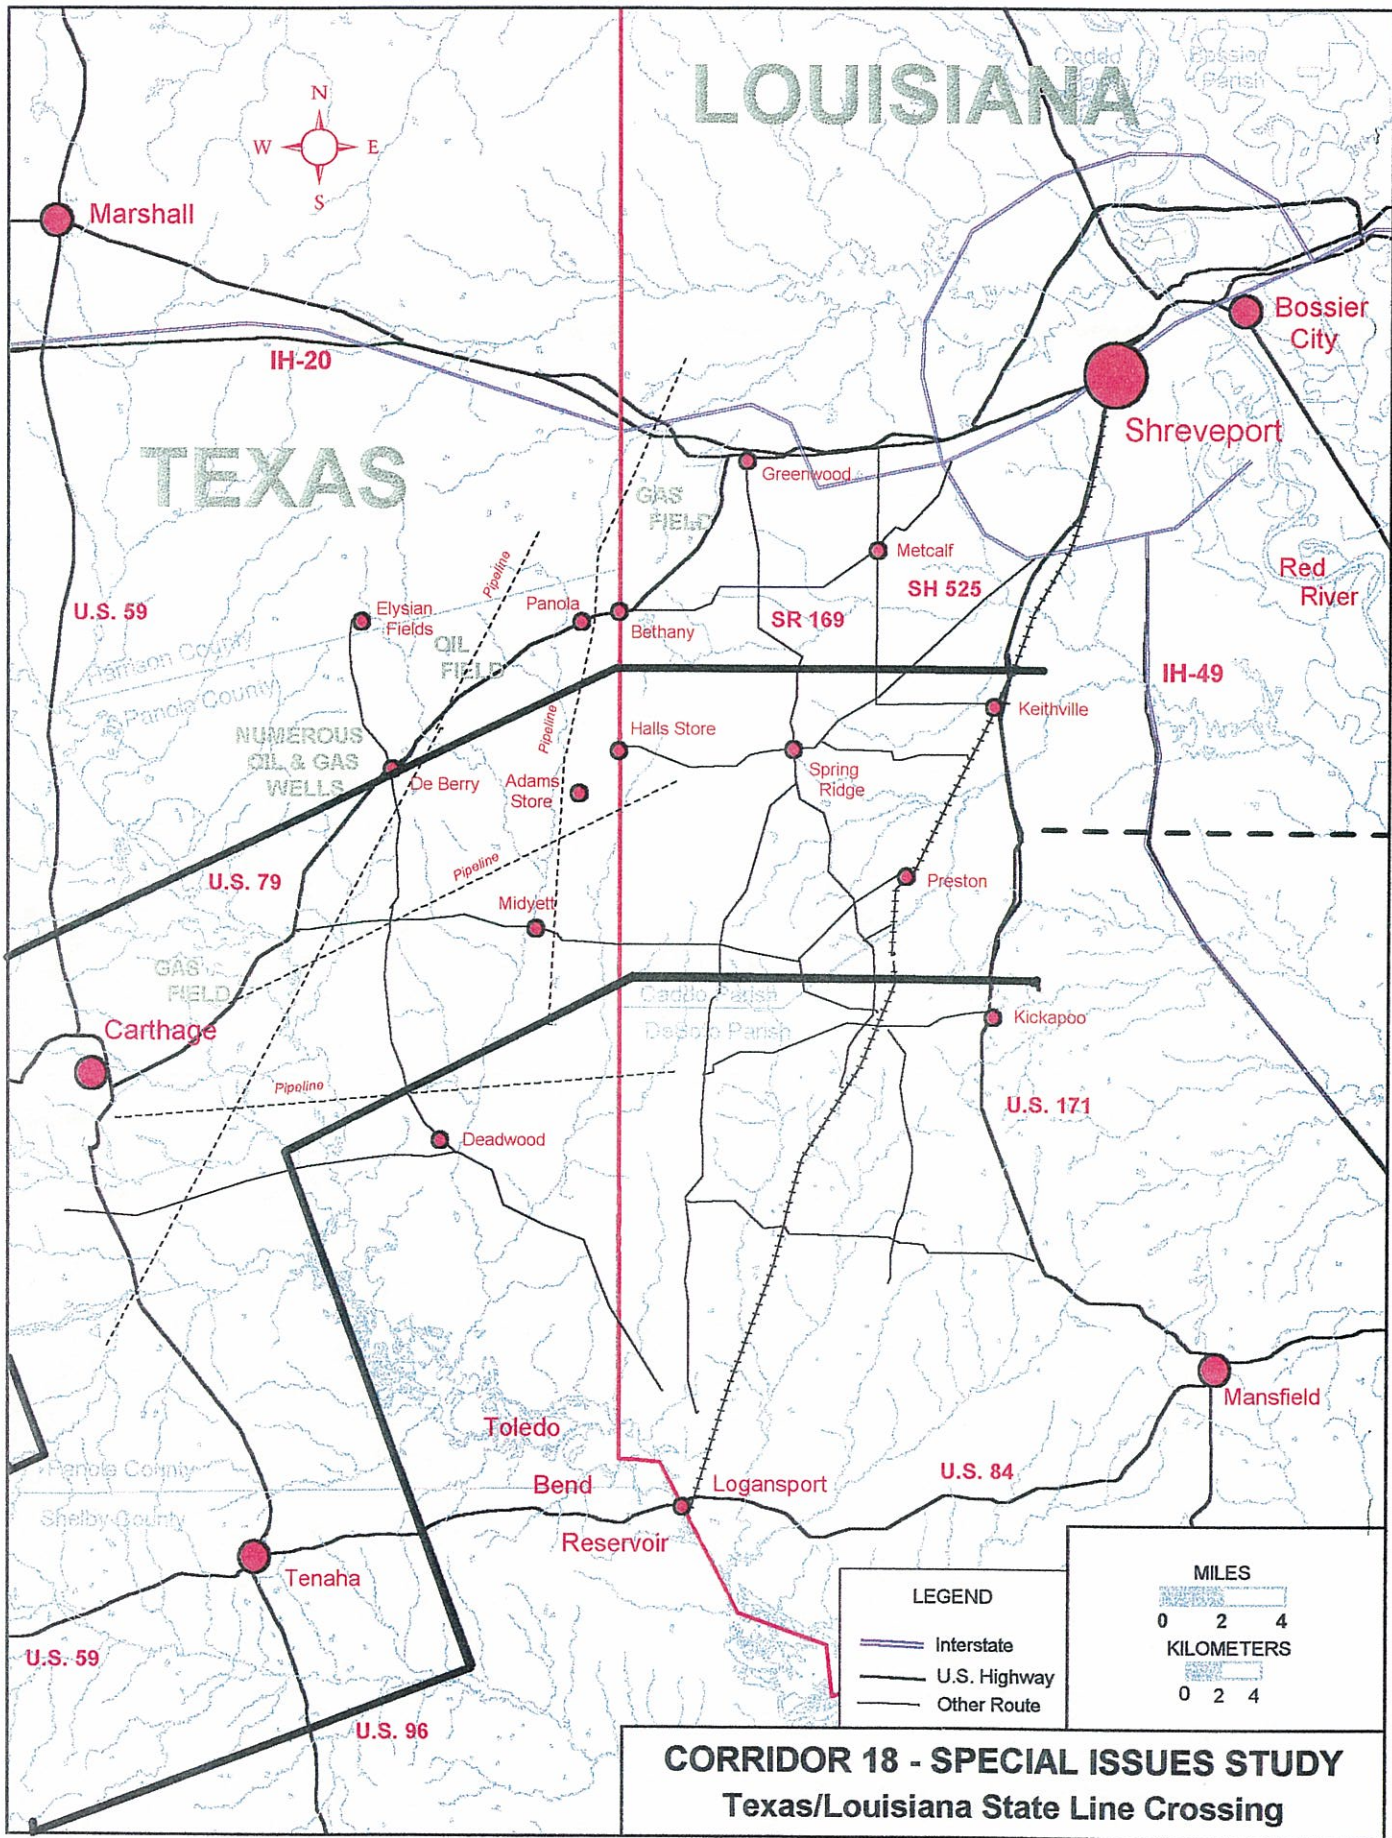 LOUISIANA
Caddo
Bossier
Parish
N
W E
S
Marshall
Bossier
City
IH-20
Shreveport
TEXAS
Greenwood
GAS
FIELD
Metcalf
Pipeline
SH 525
Red
River
U.S. 59
Elysian
Fields
Panola
Bethany
SR 169
OIL
FIELD
Harrison County
Panola County
IH-49
Keithville
NUMEROUS
OIL & GAS
WELLS
Pipeline
Halls Store
De Berry
Adams
Store
Spring
Ridge
U.S. 79
Pipeline
Preston
Midyett
GAS
FIELD
Caddo Parish
DeSoto Parish
Kickapoo
Carthage
Pipeline
U.S. 171
Deadwood
Mansfield
Toledo
Bend
Reservoir
Panola County
Shelby County
U.S. 84
Logansport
Tenaha
U.S. 59
U.S. 96
LEGEND
Interstate
U.S. Highway
Other Route
MILES
0 2 4
KILOMETERS
0 2 4
CORRIDOR 18 - SPECIAL ISSUES STUDY
Texas/Louisiana State Line Crossing